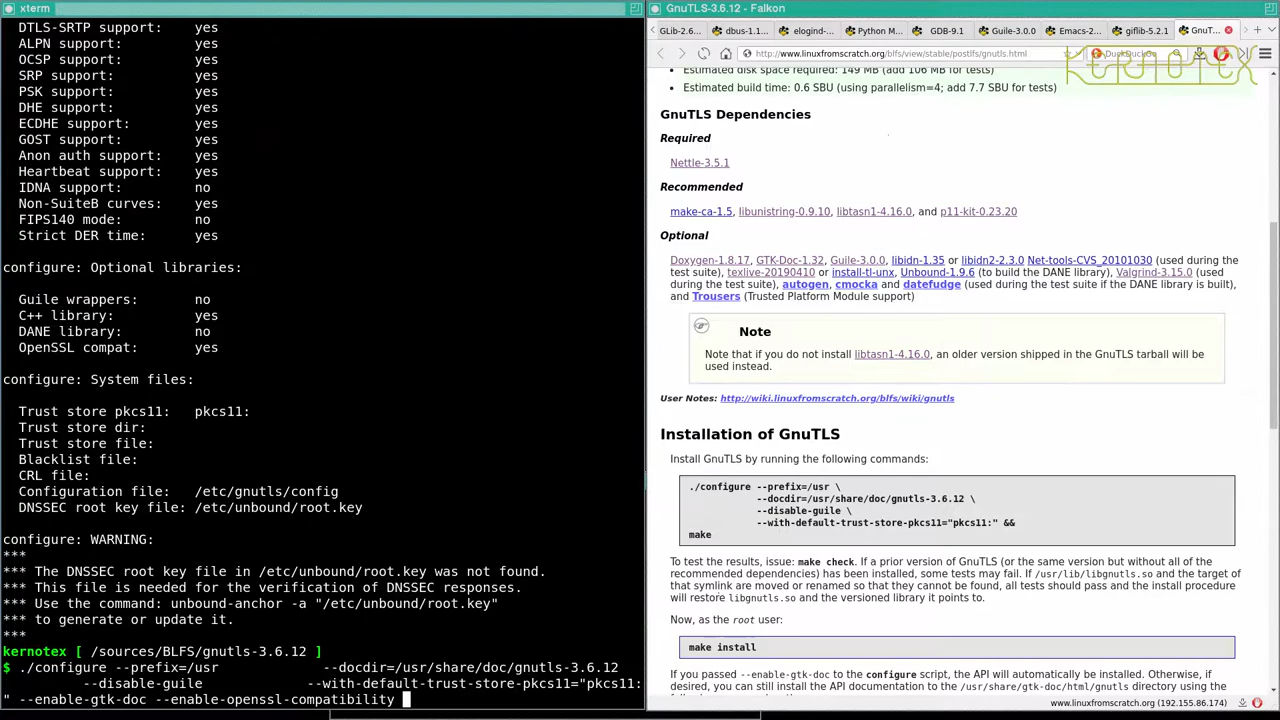 xterm
DTLS-SRTP support: yes
ALPN support: yes
OCSP support: yes
SRP support: yes
PSK support: yes
DHE support: yes
ECDHE support: yes
GOST support: yes
Anon auth support: yes
Heartbeat support: yes
IDNA support: no
Non-SuiteB curves: yes
FIPS140 mode: no
Strict DER time: yes
configure: Optional libraries:
Guile wrappers: no
C++ library: yes
DANE library: no
OpenSSL compat: yes
configure: System files:
Trust store pkcs11: pkcs11:
Trust store dir:
Trust store file:
Blacklist file:
CRL file:
Configuration file: /etc/gnutls/config
DNSSEC root key file: /etc/unbound/root.key
configure: WARNING:
***
*** The DNSSEC root key file in /etc/unbound/root.key was not found.
*** This file is needed for the verification of DNSSEC responses.
*** Use the command: unbound-anchor -a "/etc/unbound/root.key"
*** to generate or update it.
***
kernotex [ /sources/BLFS/gnutls-3.6.12 ]
$ ./configure --prefix=/usr --docdir=/usr/share/doc/gnutls-3.6.12
--disable-guile --with-default-trust-store-pkcs11="pkcs11:
" --enable-gtk-doc --enable-openssl-compatibility
GnuTLS-3.6.12 - Falkon
GLib-2.6... dbus-1.1... elogind-... Python M... GDB-9.1 Guile-3.0.0 Emacs-2... giflib-5.2.1 GnuT...
http://www.linuxfromscratch.org/blfs/view/stable/postlfs/gnutls.html DuckDuckGo
KERNOTEX
Estimated disk space required: 149 MB (add 106 MB for tests)
Estimated build time: 0.6 SBU (using parallelism=4; add 7.7 SBU for tests)
GnuTLS Dependencies
Required
Nettle-3.5.1
Recommended
make-ca-1.5, libunistring-0.9.10, libtasn1-4.16.0, and p11-kit-0.23.20
Optional
Doxygen-1.8.17, GTK-Doc-1.32, Guile-3.0.0, libidn-1.35 or libidn2-2.3.0 Net-tools-CVS_20101030 (used during the
test suite), texlive-20190410 or install-tl-unx, Unbound-1.9.6 (to build the DANE library), Valgrind-3.15.0 (used
during the test suite), autogen, cmocka and datefudge (used during the test suite if the DANE library is built),
and Trousers (Trusted Platform Module support)
Note
Note that if you do not install libtasn1-4.16.0, an older version shipped in the GnuTLS tarball will be
used instead.
User Notes: http://wiki.linuxfromscratch.org/blfs/wiki/gnutls
Installation of GnuTLS
Install GnuTLS by running the following commands:
./configure --prefix=/usr \
--docdir=/usr/share/doc/gnutls-3.6.12 \
--disable-guile \
--with-default-trust-store-pkcs11="pkcs11:" &&
make
To test the results, issue: make check. If a prior version of GnuTLS (or the same version but without all of the
recommended dependencies) has been installed, some tests may fail. If /usr/lib/libgnutls.so and the target of
that symlink are moved or renamed so that they cannot be found, all tests should pass and the install procedure
will restore libgnutls.so and the versioned library it points to.
Now, as the root user:
make install
If you passed --enable-gtk-doc to the configure script, the API will automatically be installed. Otherwise, if
desired, you can still install the API documentation to the /usr/share/gtk-doc/html/gnutls directory using the
www.linuxfromscratch.org (192.155.86.174)